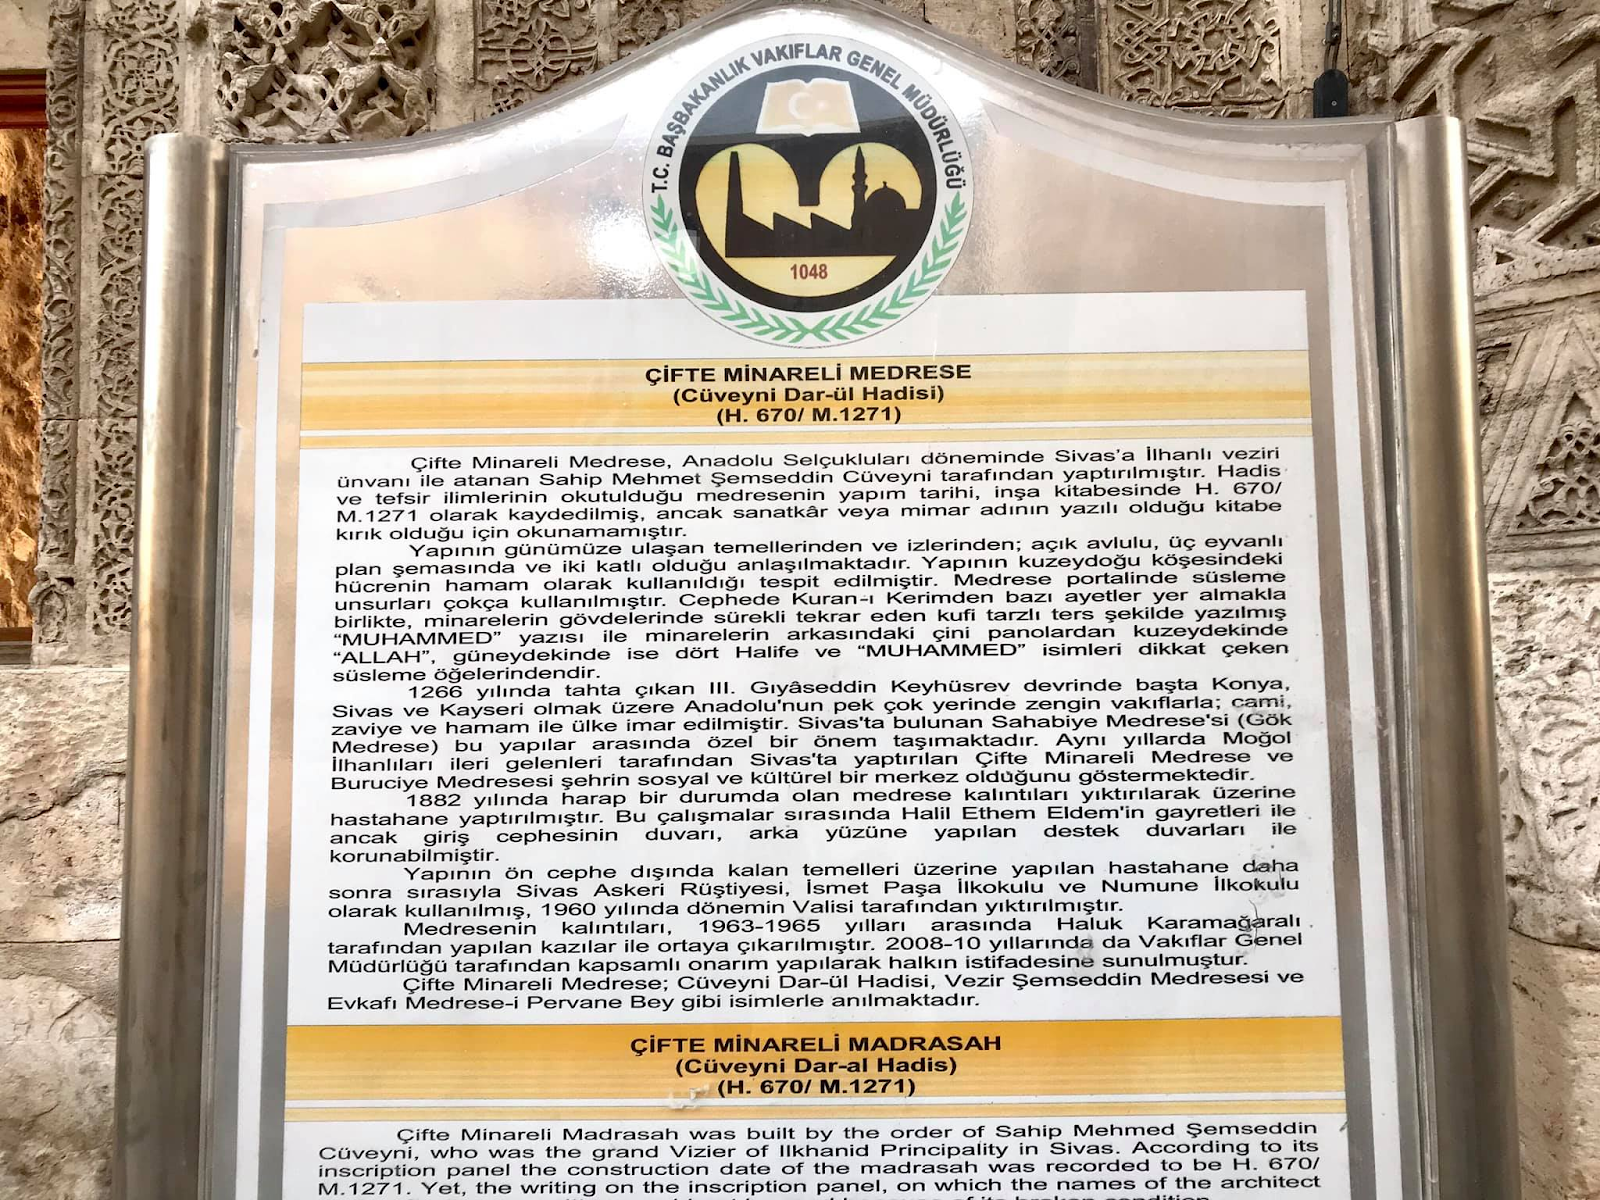 T.C. BAŞBAKANLIK VAKIFLAR GENEL MÜDÜRLÜĞÜ
1048
ÇİFTE MİNARELİ MEDRESE
(Cüveyni Dar-ül Hadisi)
(H. 670/ M.1271)
Çifte Minareli Medrese, Anadolu Selçukluları döneminde Sivas'a İlhanlı veziri
ünvanı ile atanan Sahip Mehmet Şemseddin Cüveyni tarafından yaptırılmıştır. Hadis
ve tefsir ilimlerinin okutulduğu medresenin yapım tarihi, inşa kitabesinde H. 670/
M.1271 olarak kaydedilmiş, ancak sanatkâr veya mimar adının yazılı olduğu kitabe
kırık olduğu için okunamamıştır.
Yapının günümüze ulaşan temellerinden ve izlerinden; açık avlulu, üç eyvanlı
plan şemasında ve iki katlı olduğu anlaşılmaktadır. Yapının kuzeydoğu köşesindeki
hücrenin hamam olarak kullanıldığı tespit edilmiştir. Medrese portalinde süsleme
unsurları çokça kullanılmıştır. Cephede Kuran-ı Kerimden bazı ayetler yer almakla
birlikte, minarelerin gövdelerinde sürekli tekrar eden kufi tarzlı ters şekilde yazılmış
“MUHAMMED” yazısı ile minarelerin arkasındaki çini panolardan kuzeydekinde
“ALLAH”, güneydekinde ise dört Halife ve “MUHAMMED” isimleri dikkat çeken
süsleme öğelerindendir.
1266 yılında tahta çıkan III. Gıyâseddin Keyhüsrev devrinde başta Konya,
Sivas ve Kayseri olmak üzere Anadolu'nun pek çok yerinde zengin vakıflarla; cami,
zaviye ve hamam ile ülke imar edilmiştir. Sivas'ta bulunan Sahabiye Medrese'si (Gök
Medrese) bu yapılar arasında özel bir önem taşımaktadır. Aynı yıllarda Moğol
İlhanlıları ileri gelenleri tarafından Sivas'ta yaptırılan Çifte Minareli Medrese ve
Buruciye Medresesi şehrin sosyal ve kültürel bir merkez olduğunu göstermektedir.
1882 yılında harap bir durumda olan medrese kalıntıları yıktırılarak üzerine
hastahane yaptırılmıştır. Bu çalışmalar sırasında Halil Ethem Eldem'in gayretleri ile
ancak giriş cephesinin duvarı, arka yüzüne yapılan destek duvarları ile
korunabilmiştir.
Yapının ön cephe dışında kalan temelleri üzerine yapılan hastahane daha
sonra sırasıyla Sivas Askeri Rüştiyesi, İsmet Paşa İlkokulu ve Numune İlkokulu
olarak kullanılmış, 1960 yılında dönemin Valisi tarafından yıktırılmıştır.
Medresenin kalıntıları, 1963-1965 yılları arasında Haluk Karamağaralı
tarafından yapılan kazılar ile ortaya çıkarılmıştır. 2008-10 yıllarında da Vakıflar Genel
Müdürlüğü tarafından kapsamlı onarım yapılarak halkın istifadesine sunulmuştur.
Çifte Minareli Medrese; Cüveyni Dar-ül Hadisi, Vezir Şemseddin Medresesi ve
Evkafı Medrese-i Pervane Bey gibi isimlerle anılmaktadır.
ÇİFTE MİNARELİ MADRASAH
(Cüveyni Dar-al Hadis)
(H. 670/ M.1271)
Çifte Minareli Madrasah was built by the order of Sahip Mehmed Şemseddin
Cüveyni, who was the grand Vizier of Ilkhanid Principality in Sivas. According to its
inscription panel the construction date of the madrasah was recorded to be H. 670/
M.1271. Yet, the writing on the inscription panel, on which the names of the architect